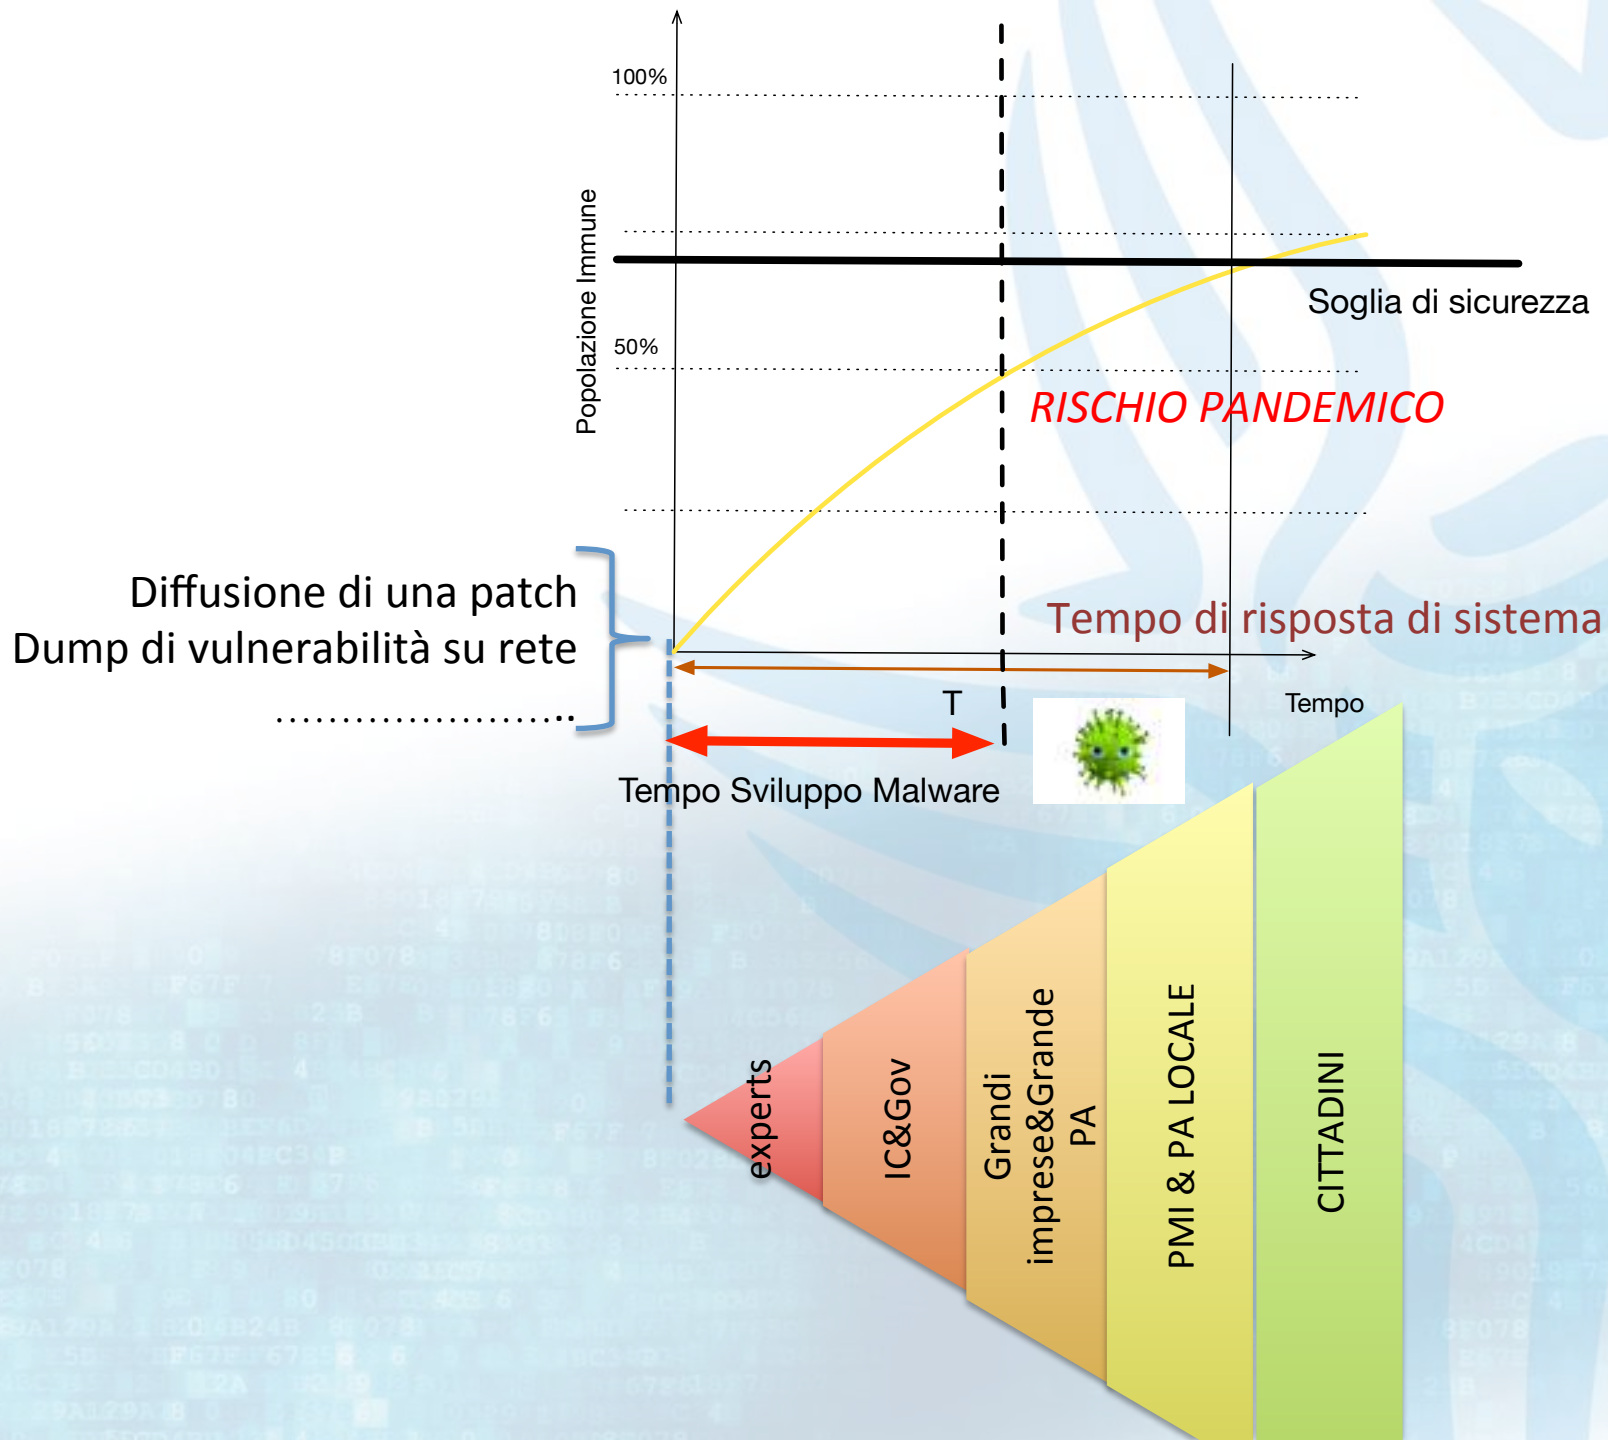 100%
Popolazione Immune
Soglia di sicurezza
50%
RISCHIO PANDEMICO
Diffusione di una patch
Dump di vulnerabilità su rete
…………………..
Tempo di risposta di sistema
T
Tempo
Tempo Sviluppo Malware
experts
IC&Gov
Grandi
imprese&Grande
PA
PMI & PA LOCALE
CITTADINI